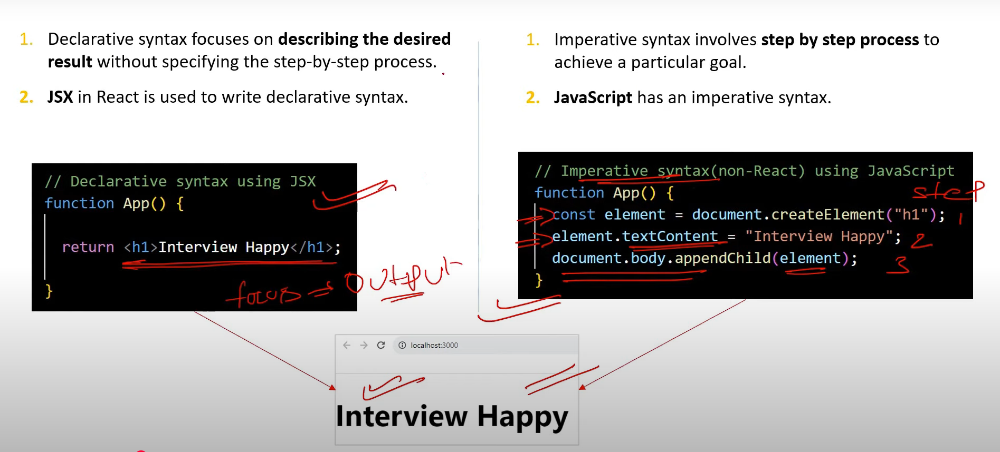 1. Declarative syntax focuses on describing the desired
result without specifying the step-by-step process.
2. JSX in React is used to write declarative syntax.
// Declarative syntax using JSX
function App() {
return <h1>Interview Happy</h1>;
}
focus ⇒ output
1. Imperative syntax involves step by step process to
achieve a particular goal.
2. JavaScript has an imperative syntax.
// Imperative syntax(non-React) using JavaScript
function App() {
step
const element = document.createElement("h1"); 1
element.textContent = "Interview Happy"; 2
document.body.appendChild(element); 3
}
localhost:3000
Interview Happy